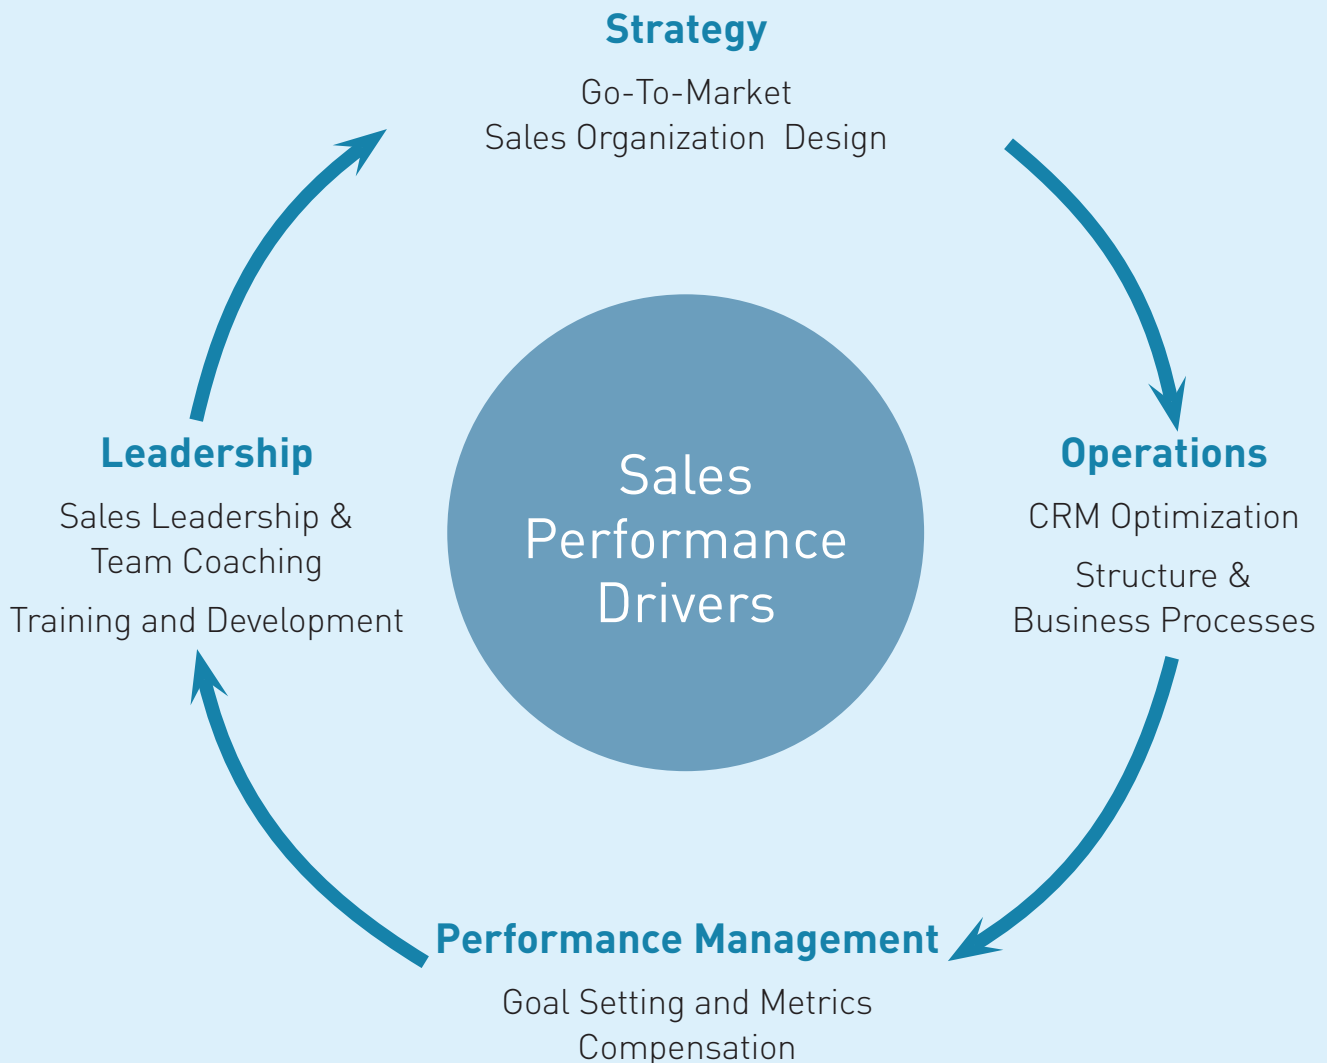 Strategy
Go-To-Market
Sales Organization  Design
Leadership
Sales Leadership &
Team Coaching
Training and Development
Sales
Performance
Drivers
Operations
CRM Optimization
Structure &
Business Processes
Performance Management
Goal Setting and Metrics
Compensation